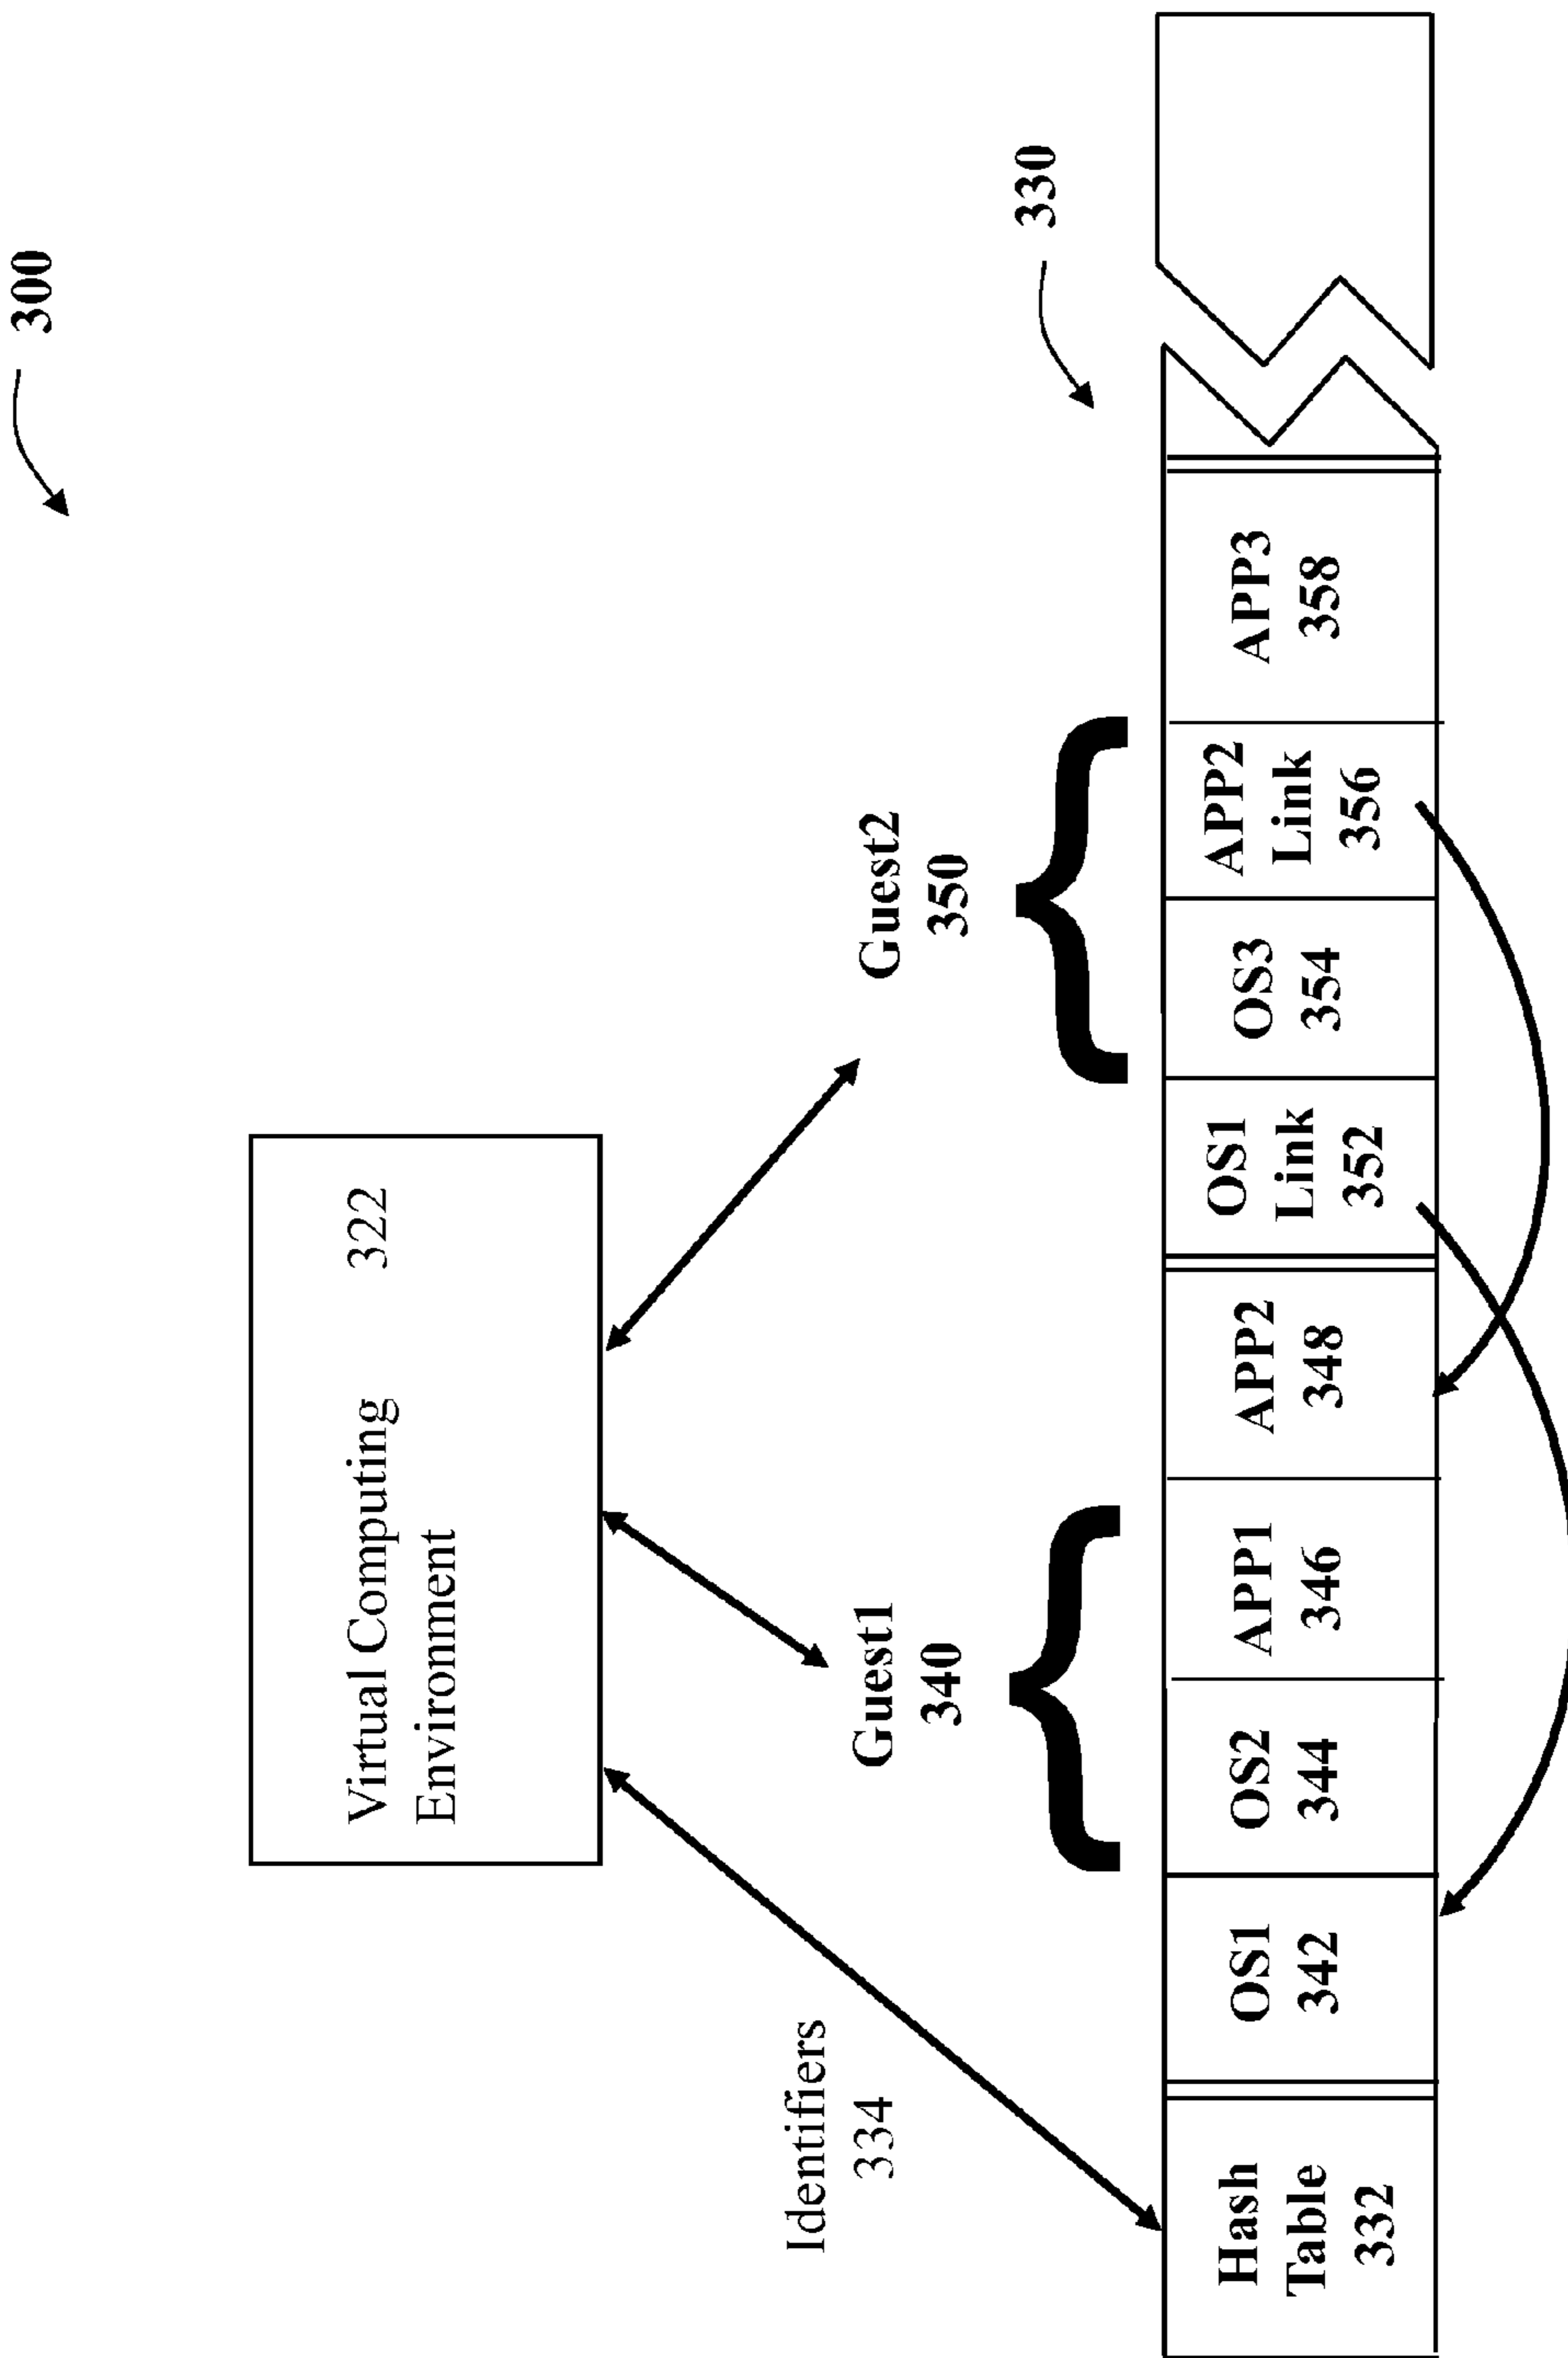 300
Virtual Computing 322
Environment
Identifiers
334
Guest1
340
Guest2
350
330
Hash
Table
332
OS1
342
OS2
344
APP1
346
APP2
348
OS1
Link
352
OS3
354
APP2
Link
356
APP3
358